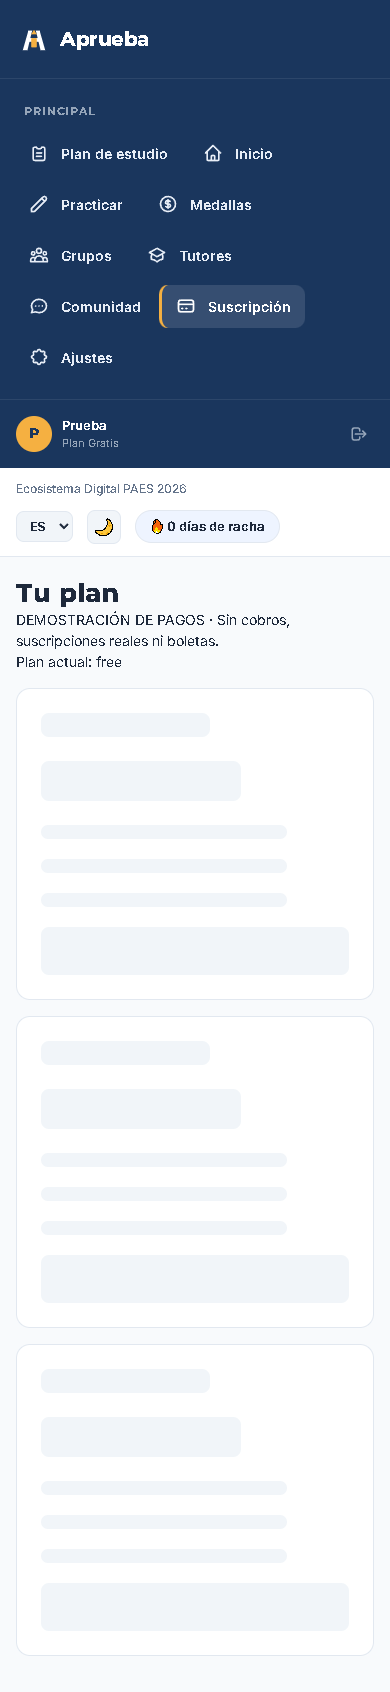 Aprueba
PRINCIPAL
Plan de estudio
Inicio
Practicar
Medallas
Grupos
Tutores
Comunidad
Suscripción
Ajustes
P
Prueba
Plan Gratis
Ecosistema Digital PAES 2026
ES
0 días de racha
Tu plan
DEMOSTRACIÓN DE PAGOS · Sin cobros,
suscripciones reales ni boletas.
Plan actual: free